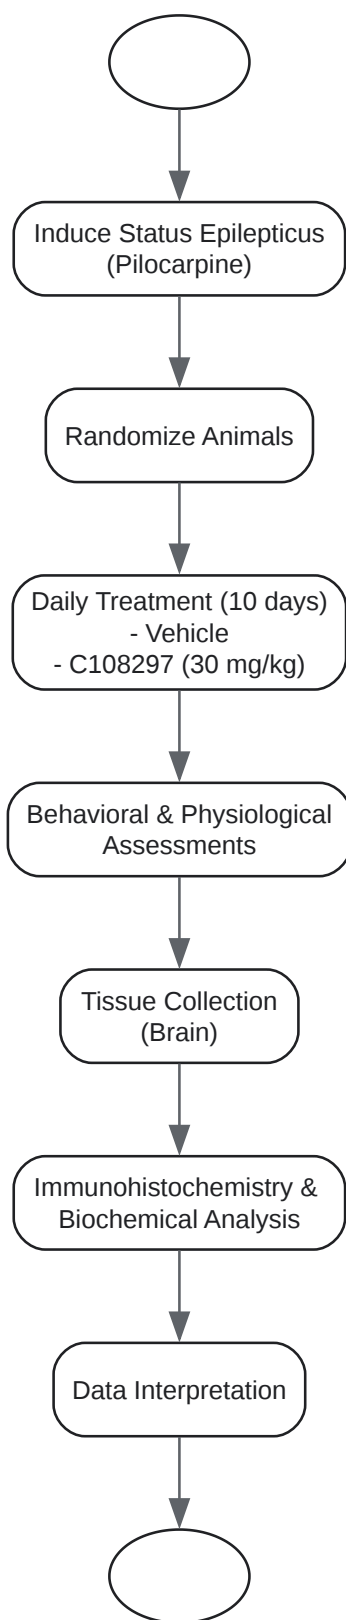 Induce Status Epilepticus
(Pilocarpine)
Randomize Animals
Daily Treatment (10 days)
- Vehicle
- C108297 (30 mg/kg)
Behavioral & Physiological
Assessments
Tissue Collection
(Brain)
Immunohistochemistry &
Biochemical Analysis
Data Interpretation